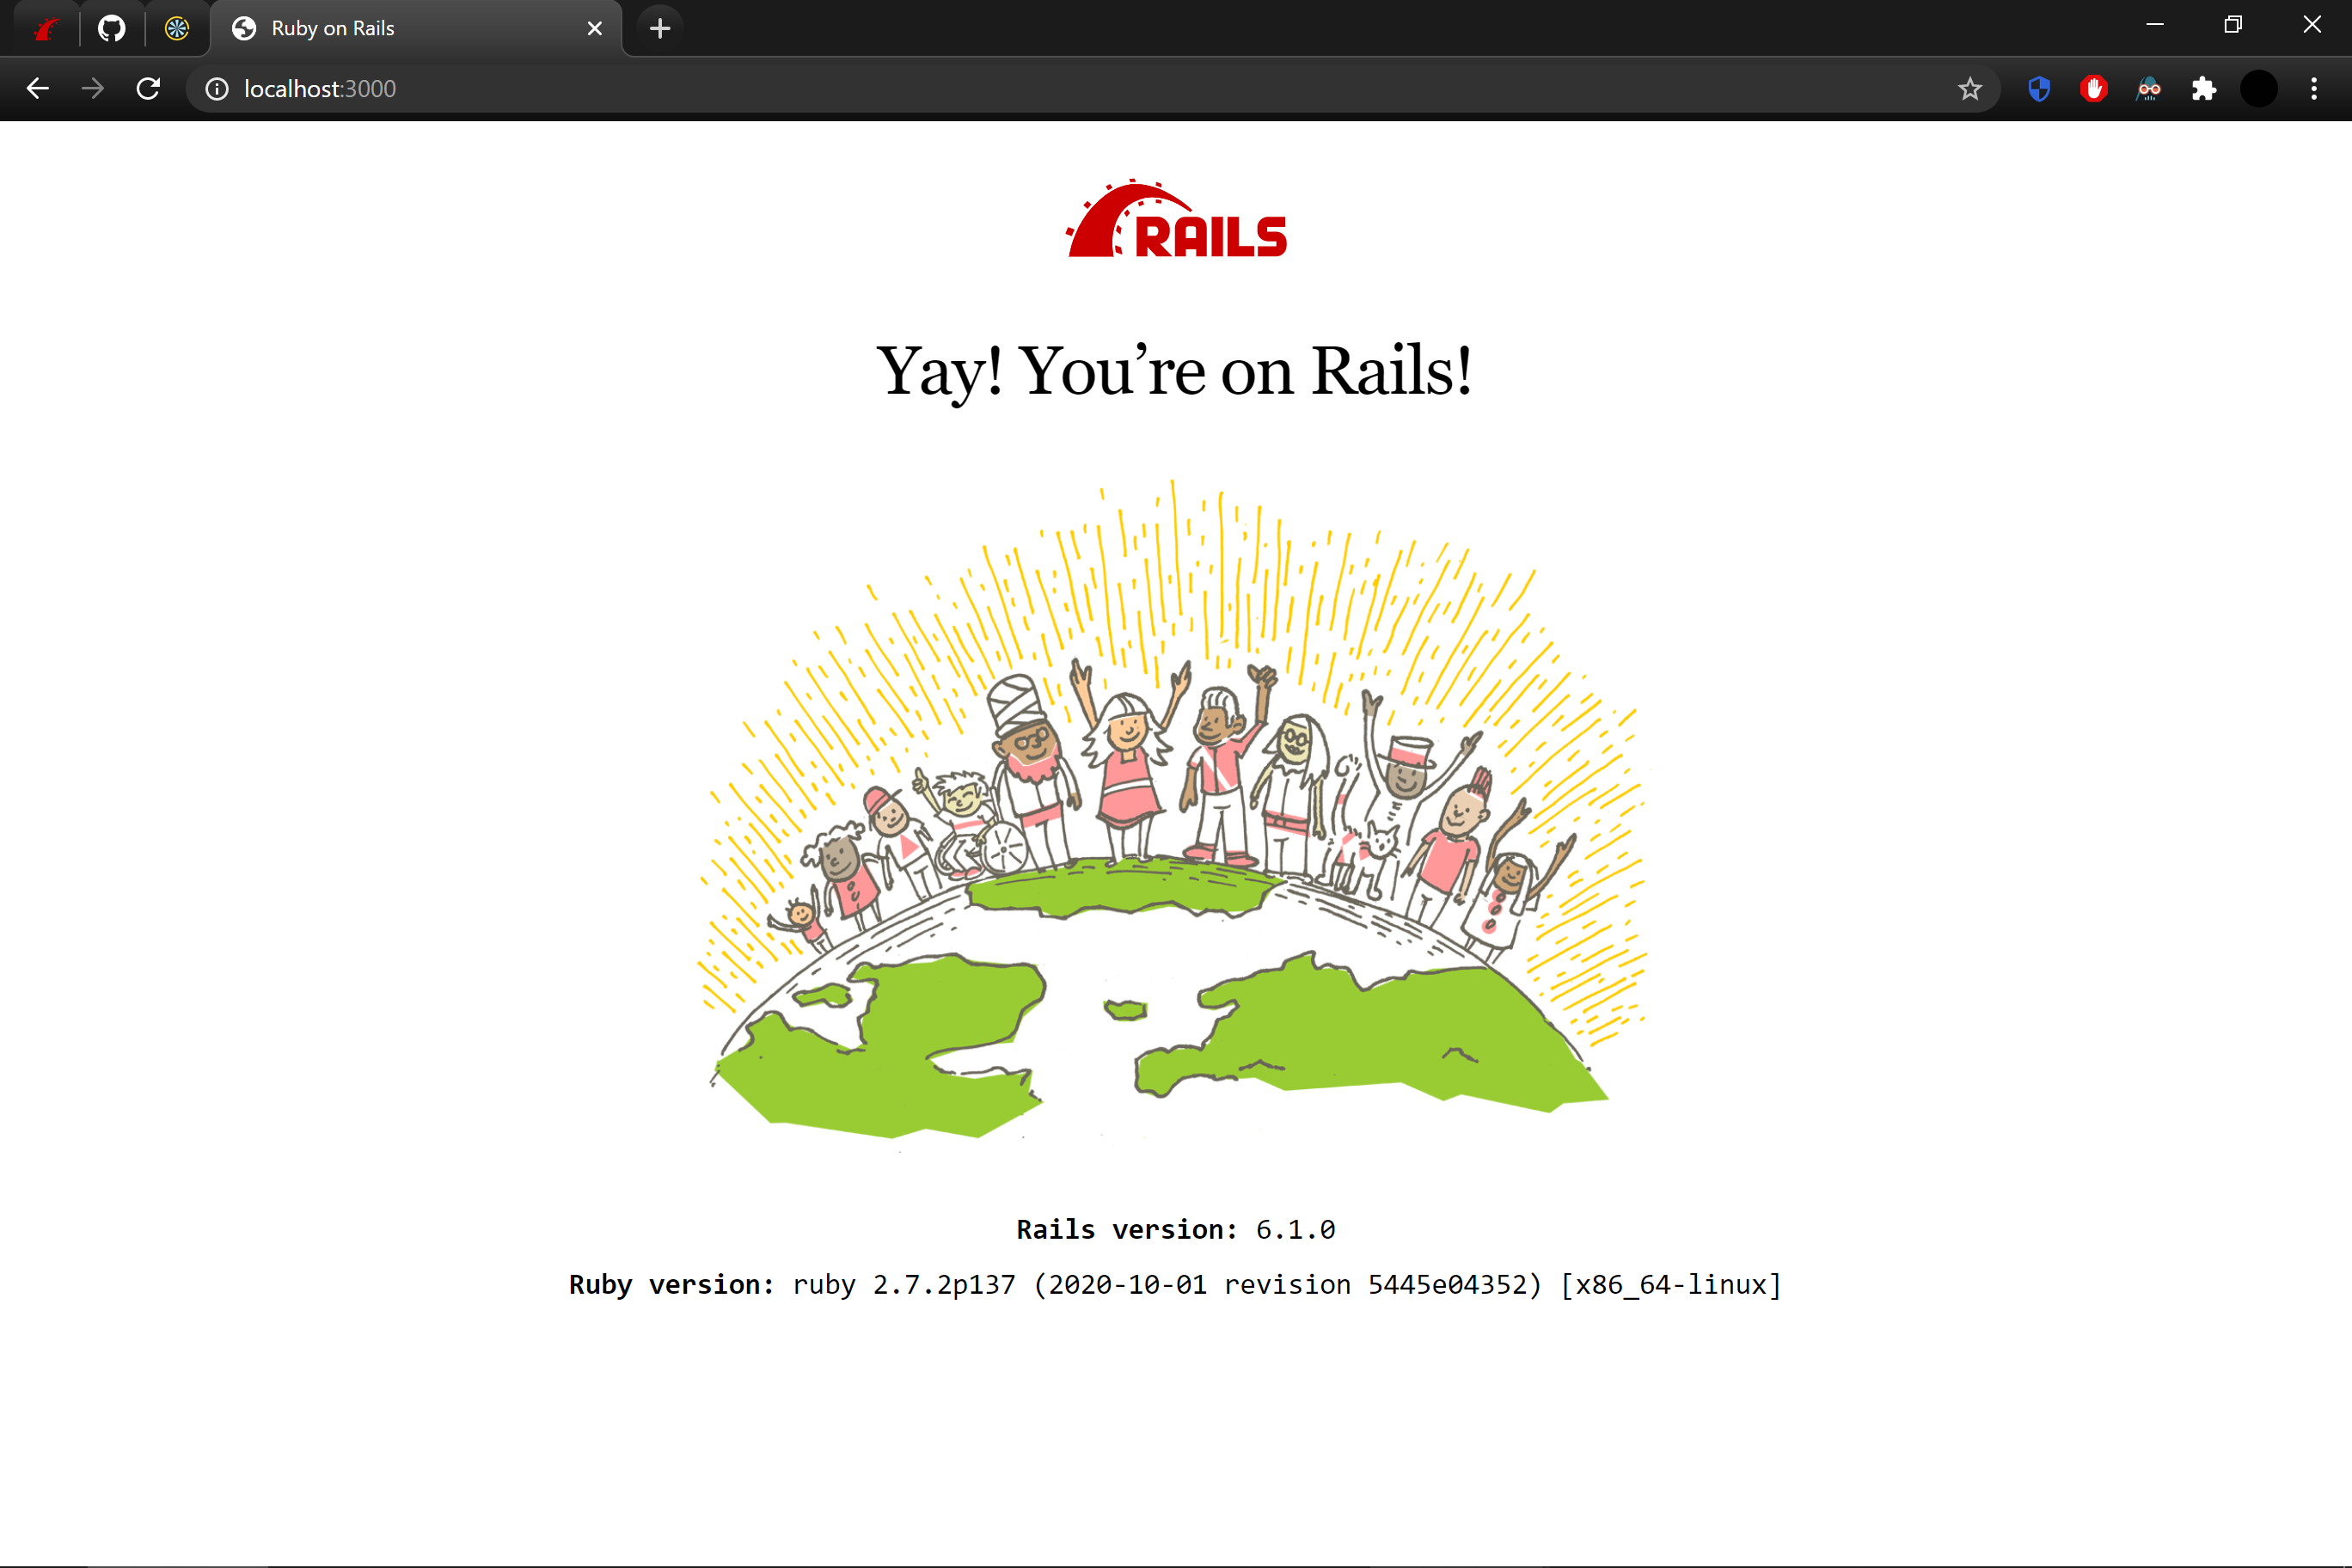 Ruby on Rails
localhost:3000
RAILS
Yay! You’re on Rails!
Rails version: 6.1.0
Ruby version: ruby 2.7.2p137 (2020-10-01 revision 5445e04352) [x86_64-linux]